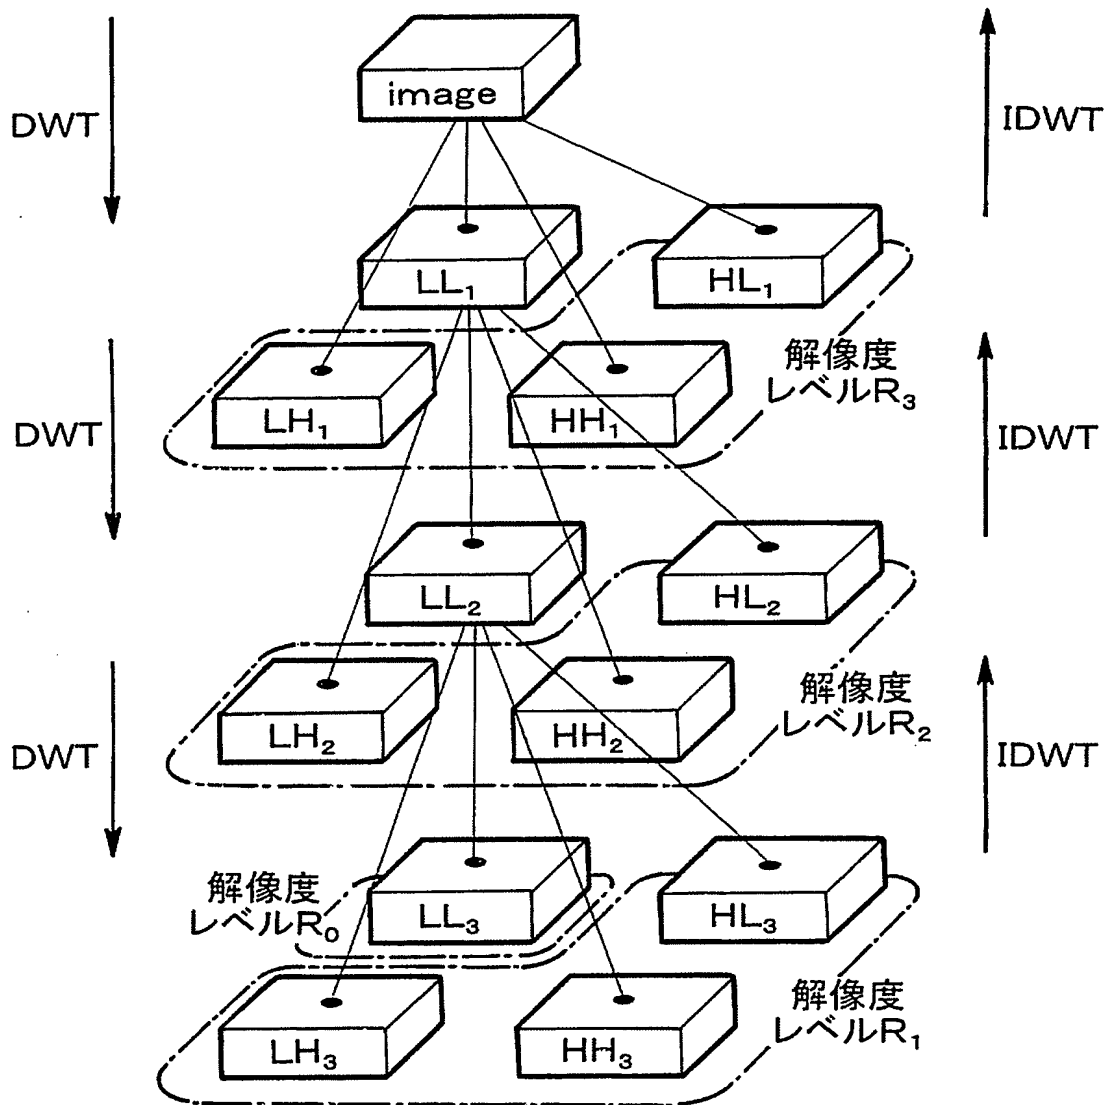 image
DWT
IDWT
LL₁
HL₁
解像度
レベルR₃
LH₁
HH₁
DWT
IDWT
LL₂
HL₂
解像度
レベルR₂
LH₂
HH₂
DWT
IDWT
解像度
レベルR₀
LL₃
HL₃
解像度
レベルR₁
LH₃
HH₃